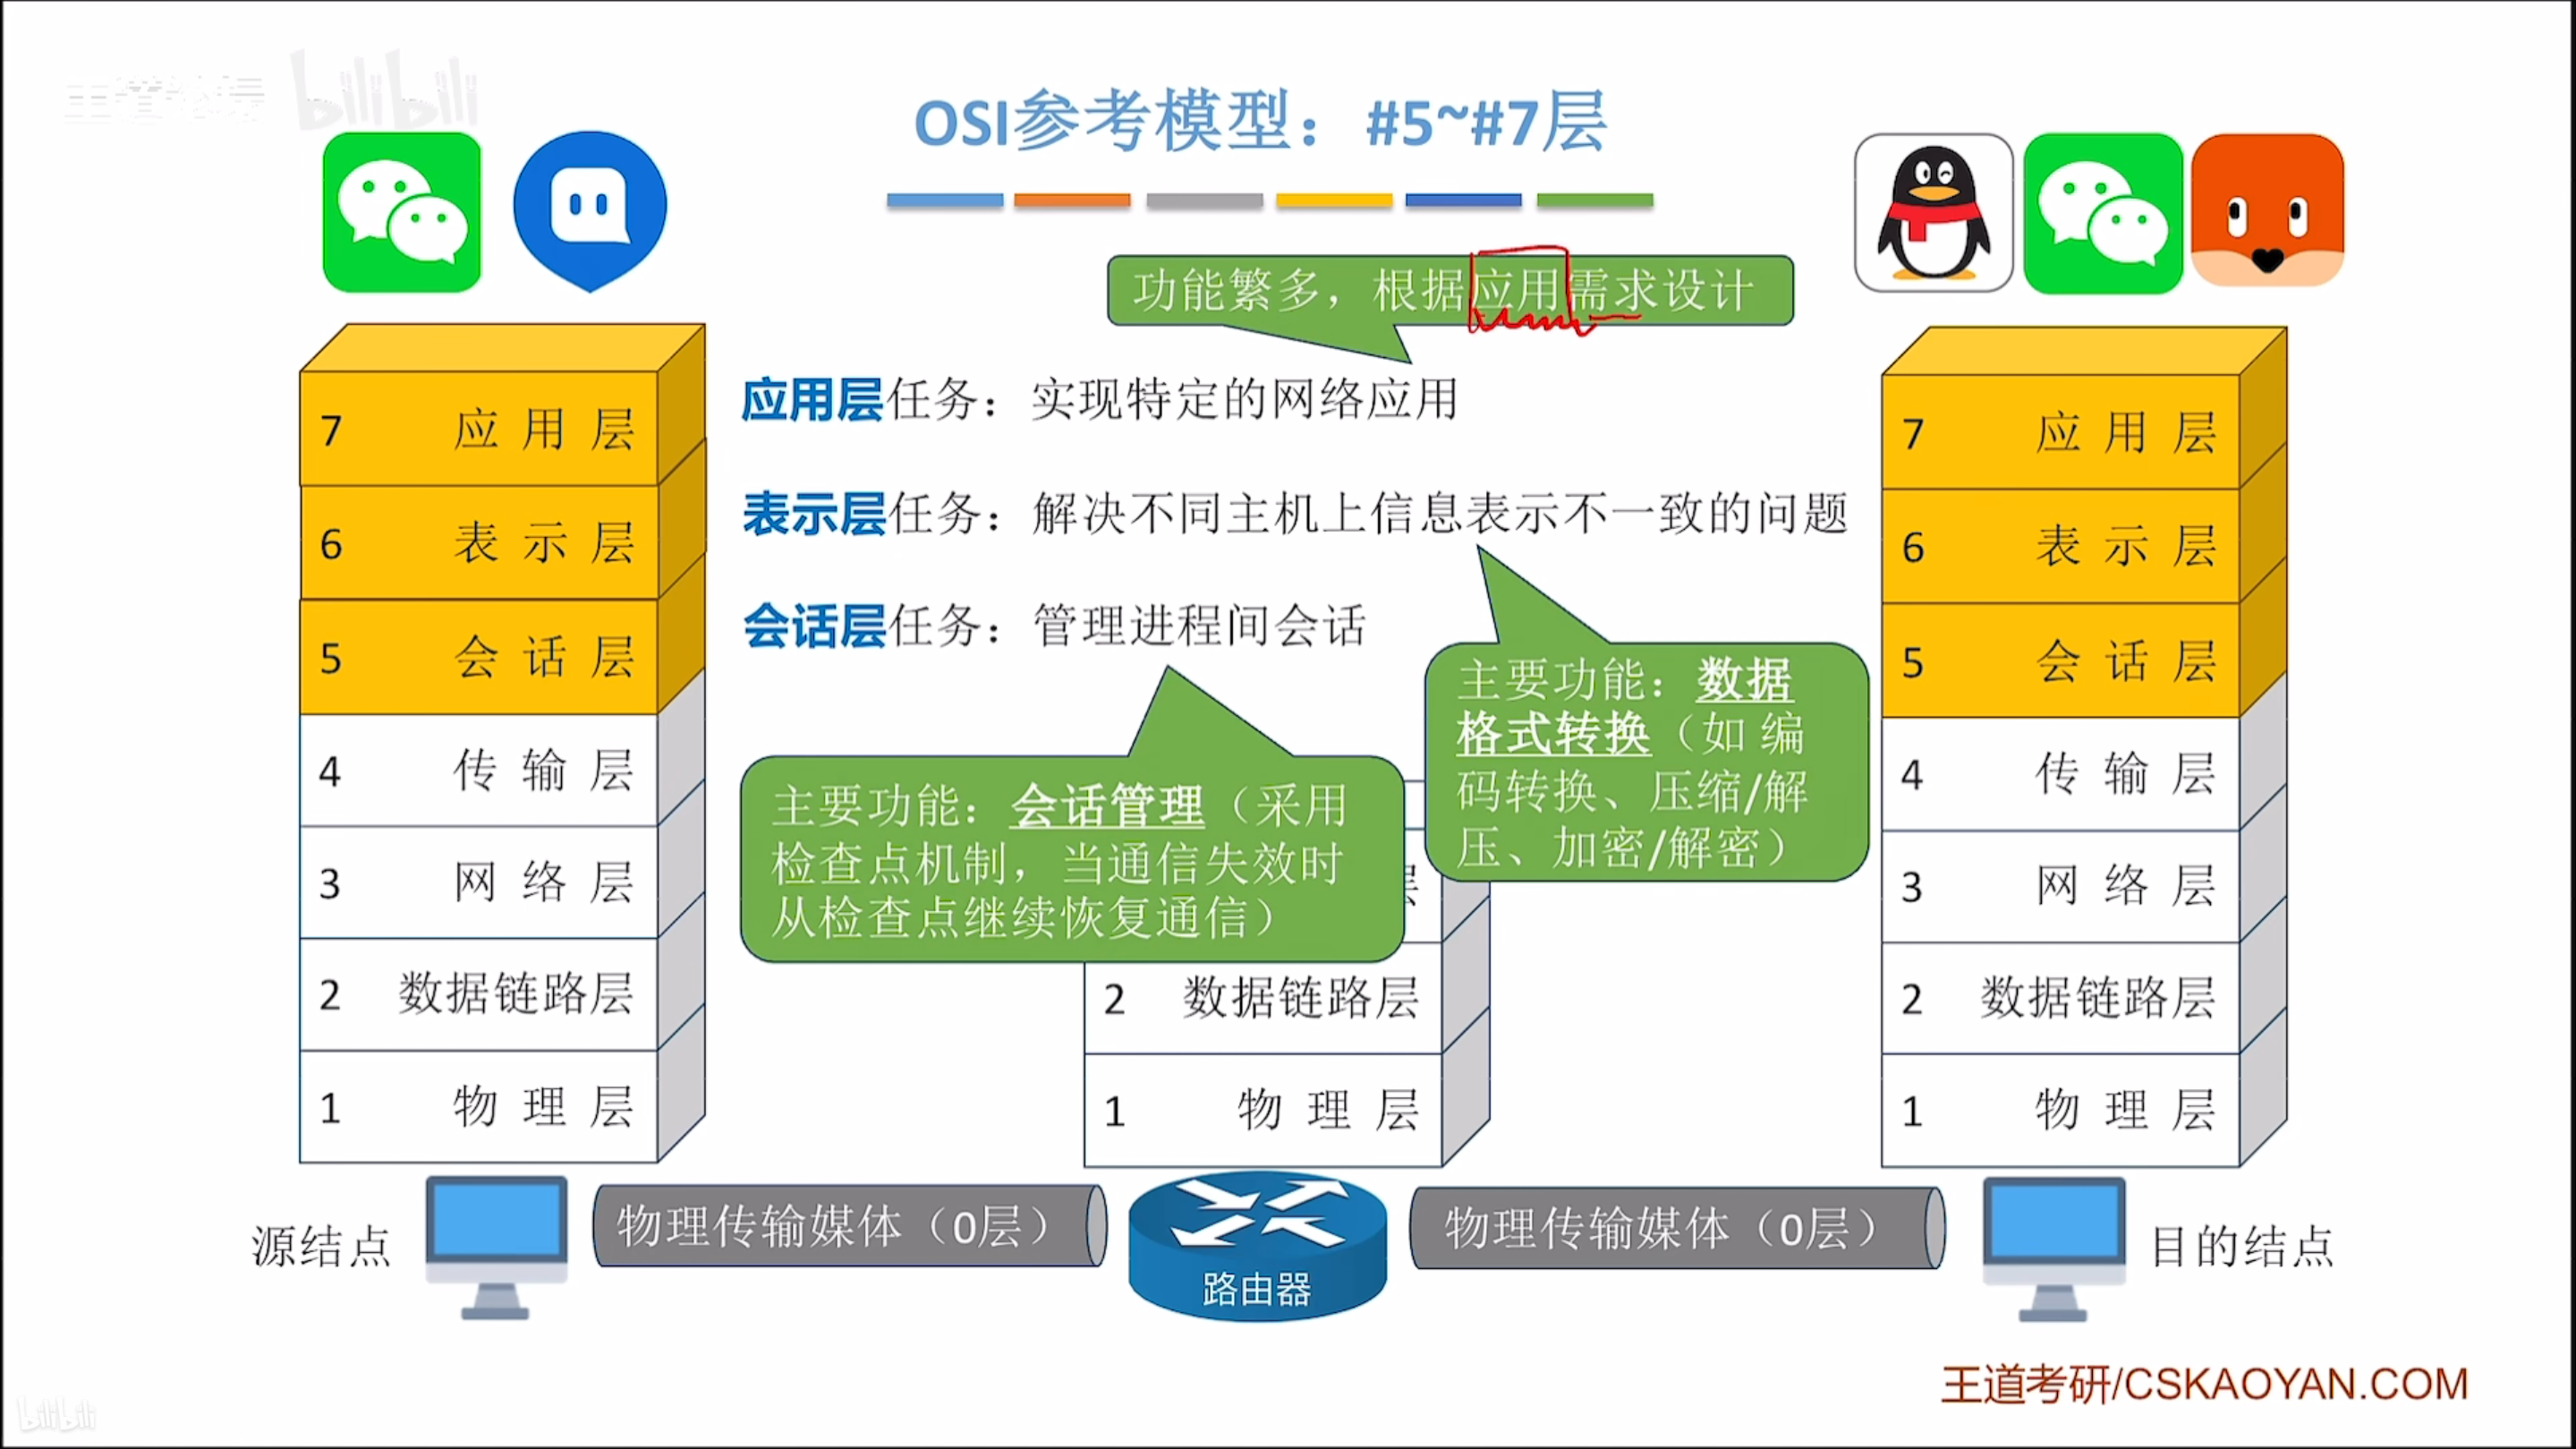 bilibili
OSI参考模型：#5~#7层
功能繁多，根据应用需求设计
应用层任务：实现特定的网络应用
表示层任务：解决不同主机上信息表示不一致的问题
会话层任务：管理进程间会话
主要功能：数据
格式转换（如 编
码转换、压缩/解
压、加密/解密）
主要功能：会话管理（采用
检查点机制，当通信失效时
从检查点继续恢复通信）
7 应 用 层
6 表 示 层
5 会 话 层
4 传 输 层
3 网 络 层
2 数据链路层
1 物 理 层
层
2 数据链路层
1 物 理 层
7 应 用 层
6 表 示 层
5 会 话 层
4 传 输 层
3 网 络 层
2 数据链路层
1 物 理 层
源结点
物理传输媒体（0层）
路由器
物理传输媒体（0层）
目的结点
王道考研/CSKAOYAN.COM
bilibili